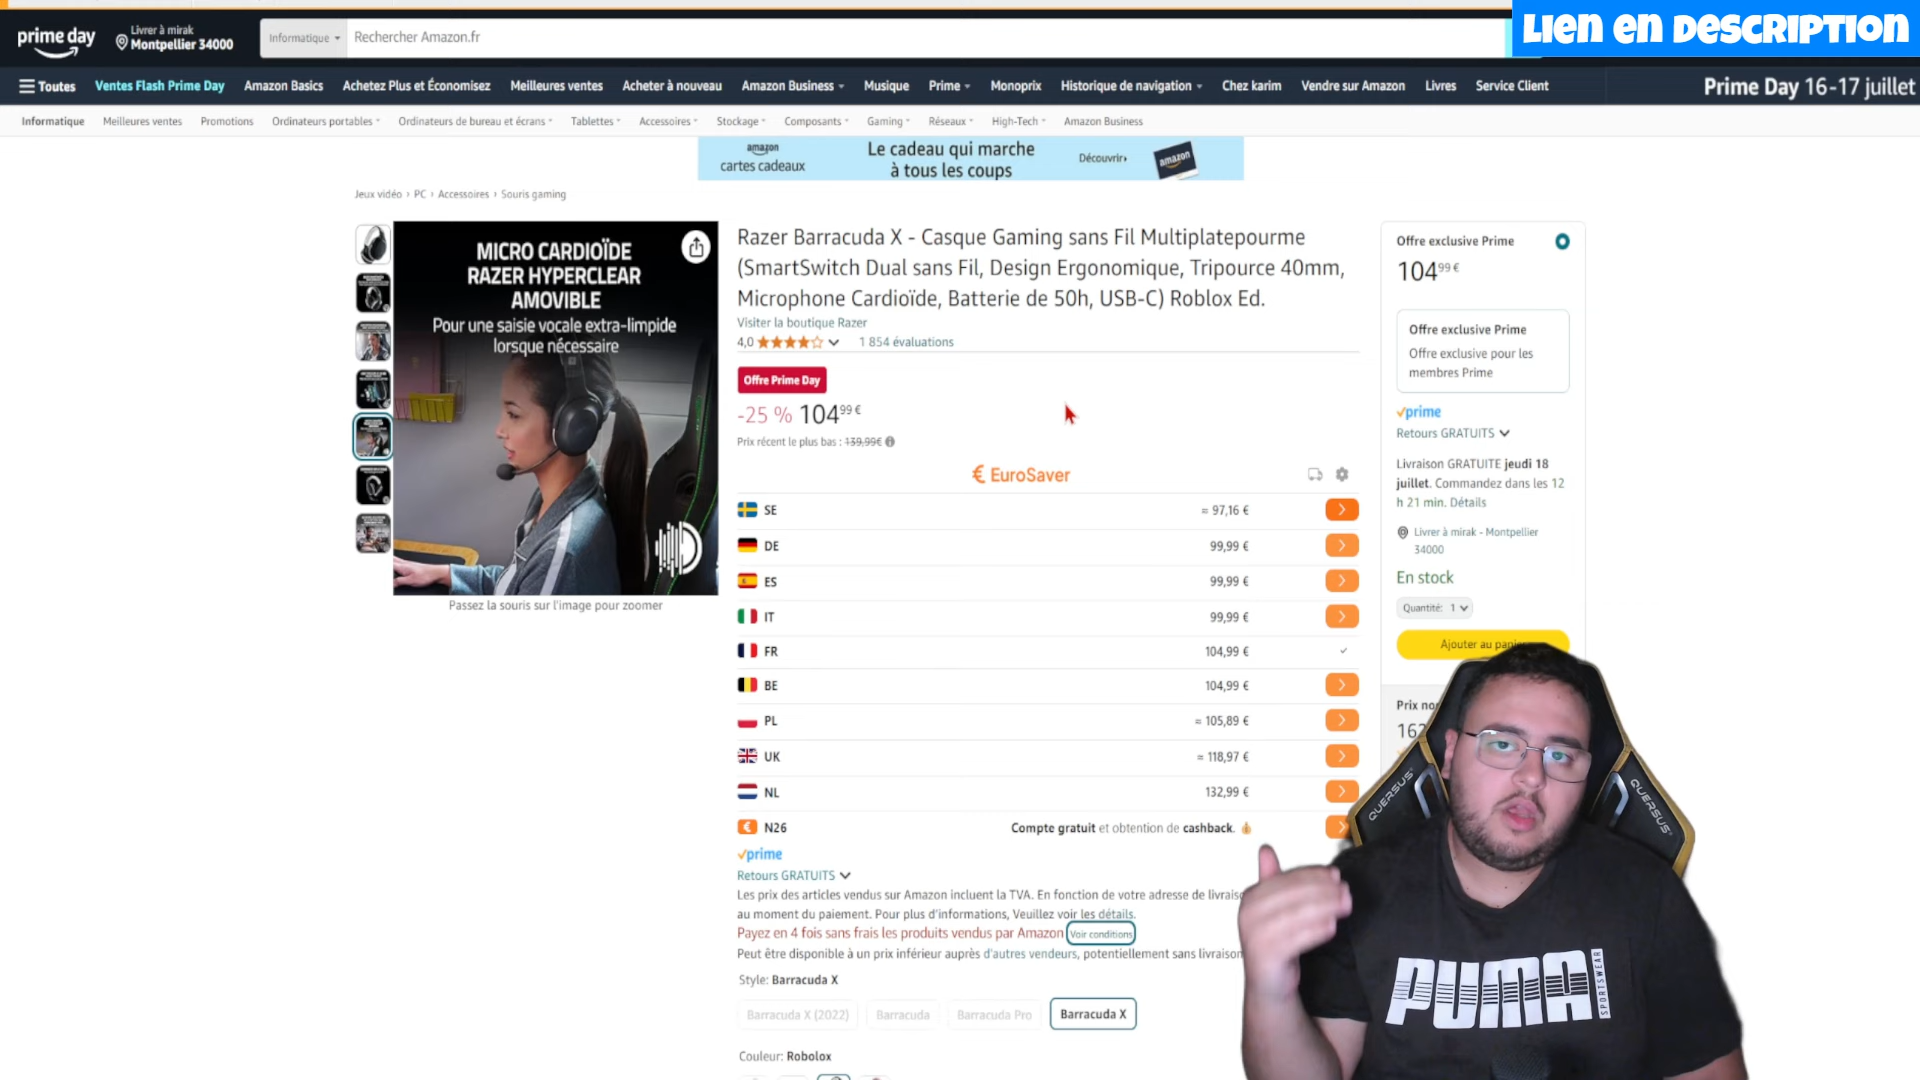 Lien en description
prime day
Livrer à mirak
Montpellier 34000
Informatique
Rechercher Amazon.fr
Toutes
Ventes Flash Prime Day
Amazon Basics
Achetez Plus et Économisez
Meilleures ventes
Acheter à nouveau
Amazon Business
Musique
Prime
Monoprix
Historique de navigation
Chez karim
Vendre sur Amazon
Livres
Service Client
Prime Day 16-17 juillet
Informatique
Meilleures ventes
Promotions
Ordinateurs portables
Ordinateurs de bureau et écrans
Tablettes
Accessoires
Stockage
Composants
Gaming
Réseaux
High-Tech
Amazon Business
amazon
cartes cadeaux
Le cadeau qui marche
à tous les coups
Découvrir›
amazon
Jeux vidéo › PC › Accessoires › Souris gaming
MICRO CARDIOÏDE
RAZER HYPERCLEAR
AMOVIBLE
Pour une saisie vocale extra-limpide
lorsque nécessaire
Passez la souris sur l'image pour zoomer
Razer Barracuda X - Casque Gaming sans Fil Multiplatepourme
(SmartSwitch Dual sans Fil, Design Ergonomique, Tripource 40mm,
Microphone Cardioïde, Batterie de 50h, USB-C) Roblox Ed.
Visiter la boutique Razer
4,0
1 854 évaluations
Offre Prime Day
-25 % 104,99 €
Prix récent le plus bas : 139,99€
€ EuroSaver
SE ≈ 97,16 €
DE 99,99 €
ES 99,99 €
IT 99,99 €
FR 104,99 €
BE 104,99 €
PL ≈ 105,89 €
UK ≈ 118,97 €
NL 132,99 €
€ N26 Compte gratuit et obtention de cashback.
prime
Retours GRATUITS
Les prix des articles vendus sur Amazon incluent la TVA. En fonction de votre adresse de
au moment du paiement. Pour plus d'informations, Veuillez voir les détails.
Payez en 4 fois sans frais les produits vendus par Amazon Voir conditions
Peut être disponible à un prix inférieur auprès d'autres vendeurs, potentiellement sans livraison
Style: Barracuda X
Barracuda X (2022)
Barracuda
Barracuda Pro
Barracuda X
Couleur: Robolox
Offre exclusive Prime
104,99 €
Offre exclusive Prime
Offre exclusive pour les
membres Prime
prime
Retours GRATUITS
Livraison GRATUITE jeudi 18
juillet. Commandez dans les 12
h 21 min. Détails
Livrer à mirak - Montpellier
34000
En stock
Quantité: 1
Ajouter au
Prix
QUERSUS
QUERSUS
PUMA
SPORTSWEAR